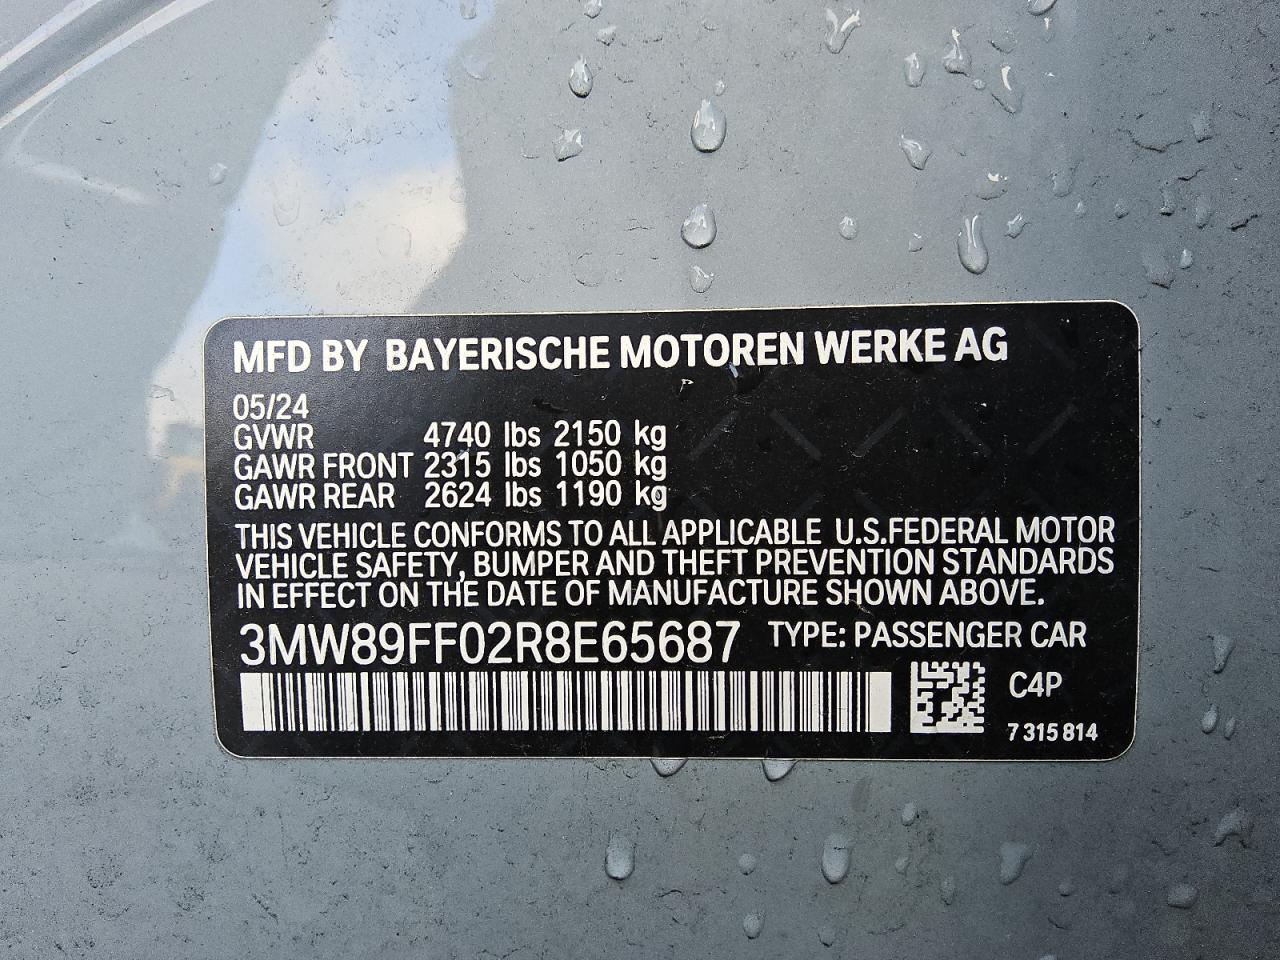 MFD BY BAYERISCHE MOTOREN WERKE AG
05/24
GVWR 4740 lbs 2150 kg
GAWR FRONT 2315 lbs 1050 kg
GAWR REAR 2624 lbs 1190 kg
THIS VEHICLE CONFORMS TO ALL APPLICABLE U.S.FEDERAL MOTOR
VEHICLE SAFETY, BUMPER AND THEFT PREVENTION STANDARDS
IN EFFECT ON THE DATE OF MANUFACTURE SHOWN ABOVE.
3MW89FF02R8E65687 TYPE: PASSENGER CAR
C4P
7 315 814